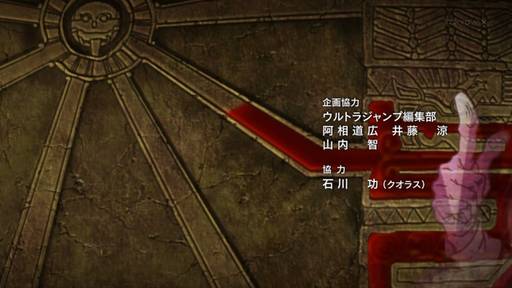 企画協力
ウルトラジャンプ編集部
阿相道広 井藤 涼
山内 智
協力
石川 功(クオラス)